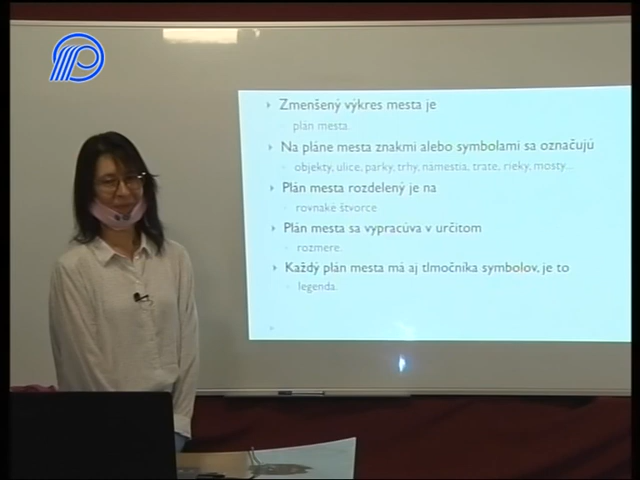 Zmenšený výkres mesta je
plán mesta.
Na pláne mesta znakmi alebo symbolami sa označujú
objekty, ulice, parky, trhy, námestia, trate, rieky, mosty...
Plán mesta rozdelený je na
rovnaké štvorce
Plán mesta sa vypracúva v určitom
rozmere.
Každý plán mesta má aj tlmočníka symbolov, je to
legenda.